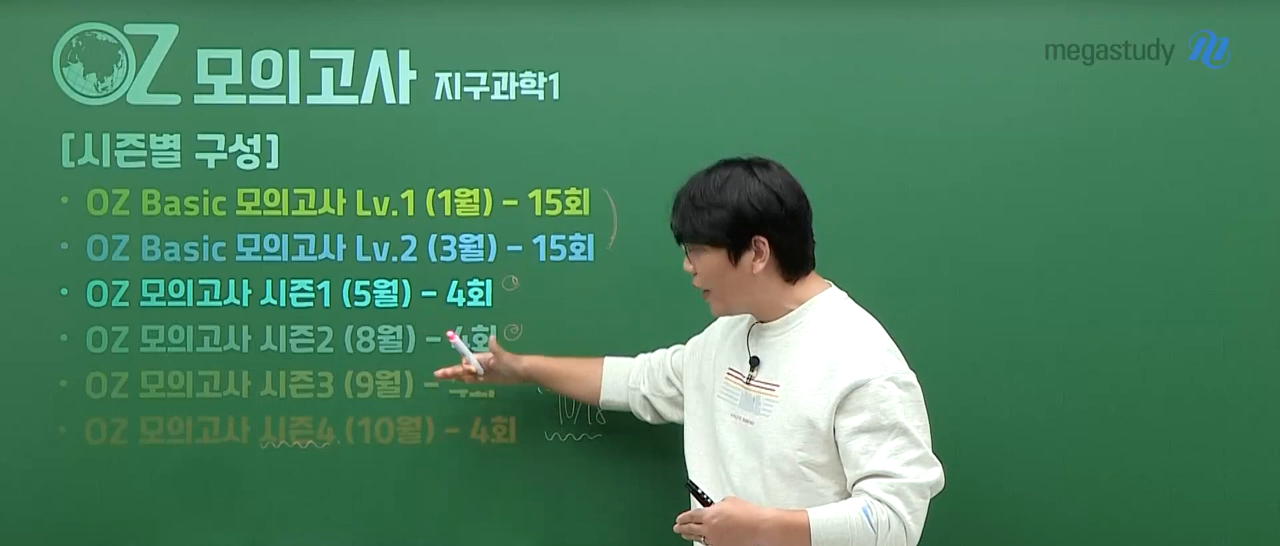 OZ 모의고사 지구과학1
megastudy
[시즌별 구성]
• OZ Basic 모의고사 Lv.1 (1월) – 15회
• OZ Basic 모의고사 Lv.2 (3월) – 15회
• OZ 모의고사 시즌1 (5월) – 4회
• OZ 모의고사 시즌2 (8월) – 4회
• OZ 모의고사 시즌3 (9월) –
• OZ 모의고사 시즌4 (10월) – 4회